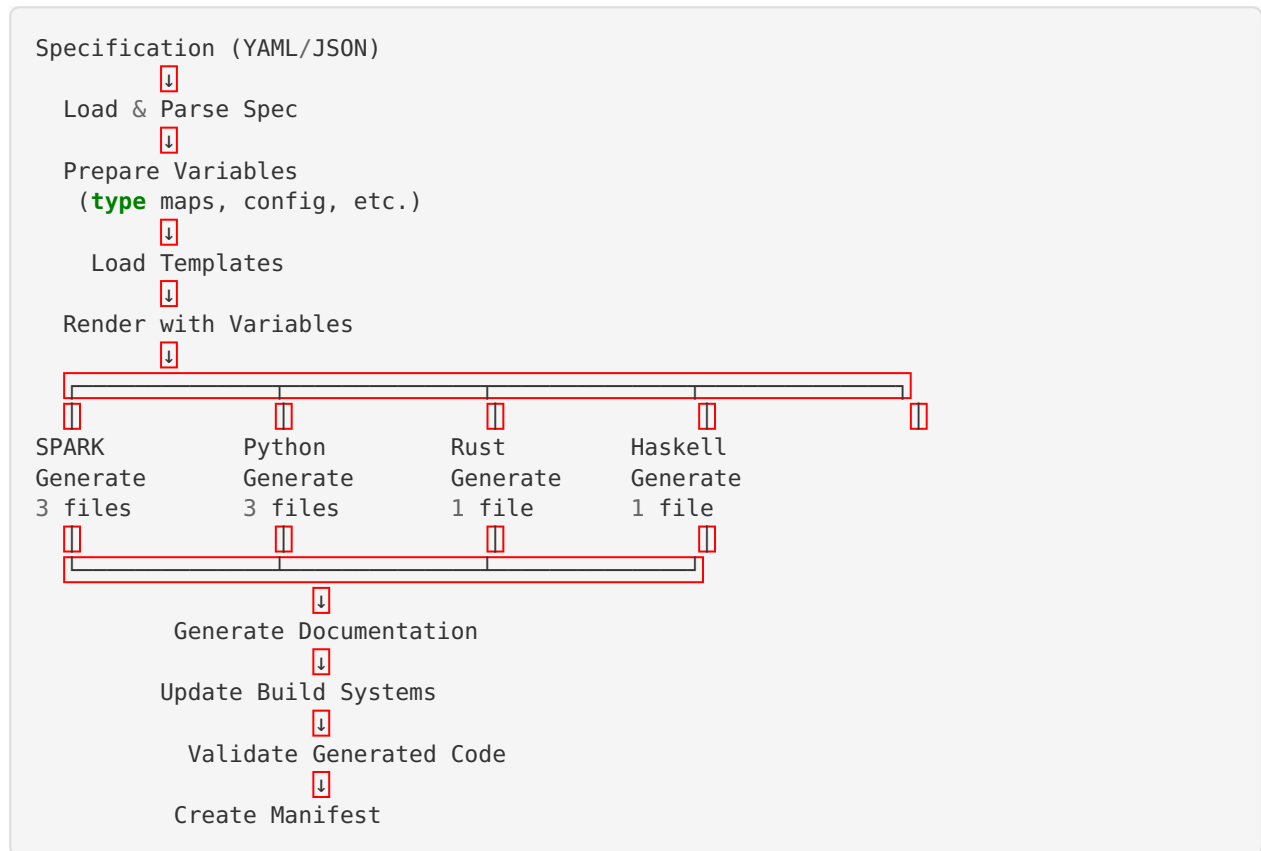 Specification (YAML/JSON)
↓
Load & Parse Spec
↓
Prepare Variables
(type maps, config, etc.)
↓
Load Templates
↓
Render with Variables
↓
┌──────────────┬──────────────┬──────────────┬──────────────┐
│ │ │ │ │
SPARK Python Rust Haskell
Generate Generate Generate Generate
3 files 3 files 1 file 1 file
│ │ │ │
└──────────────┴──────────────┴──────────────┘
↓
Generate Documentation
↓
Update Build Systems
↓
Validate Generated Code
↓
Create Manifest